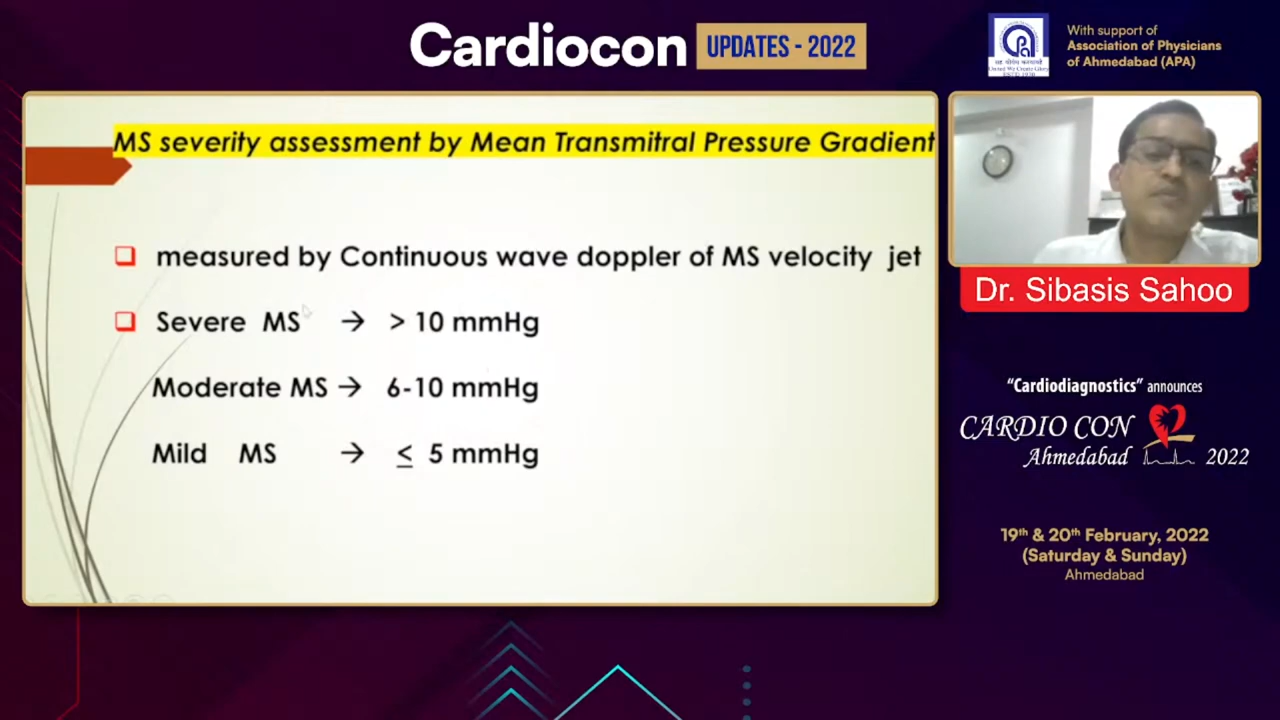 Cardiocon UPDATES - 2022
With support of
Association of Physicians
of Ahmedabad (APA)
MS severity assessment by Mean Transmitral Pressure Gradient
❑ measured by Continuous wave doppler of MS velocity jet
❑ Severe MS → > 10 mmHg
Moderate MS → 6-10 mmHg
Mild MS → ≤ 5 mmHg
Dr. Sibasis Sahoo
“Cardiodiagnostics” announces
CARDIO CON
Ahmedabad 2022
19th & 20th February, 2022
(Saturday & Sunday)
Ahmedabad